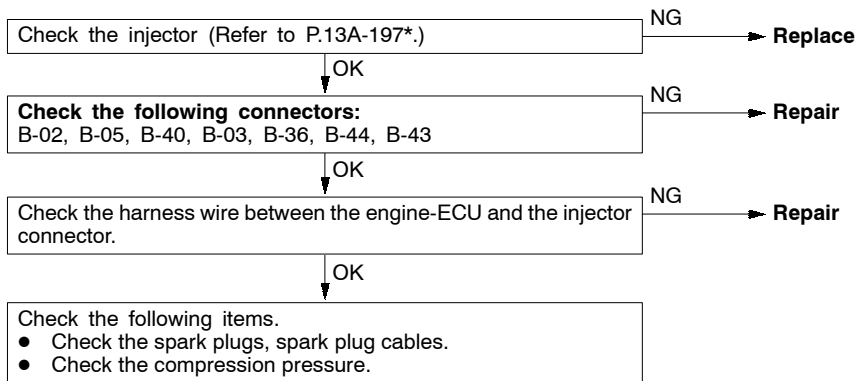 Check the injector (Refer to P.13A-197*.)
NG
Replace
OK
Check the following connectors:
B-02, B-05, B-40, B-03, B-36, B-44, B-43
NG
Repair
OK
Check the harness wire between the engine-ECU and the injector
connector.
NG
Repair
OK
Check the following items.
● Check the spark plugs, spark plug cables.
● Check the compression pressure.